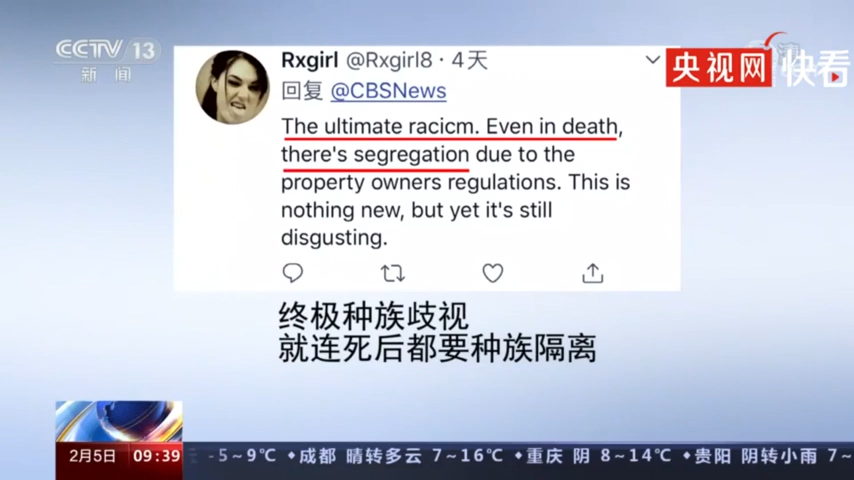 CCTV 13
新闻
央视网 快看
Rxgirl @Rxgirl8 · 4天
回复 @CBSNews
The ultimate racicm. Even in death,
there's segregation due to the
property owners regulations. This is
nothing new, but yet it's still
disgusting.
终极种族歧视
就连死后都要种族隔离
2月5日 09:39
-5~9℃ ◆成都 晴转多云 7~16℃ ◆重庆 阴 8~14℃ ◆贵阳 阴转小雨 7~